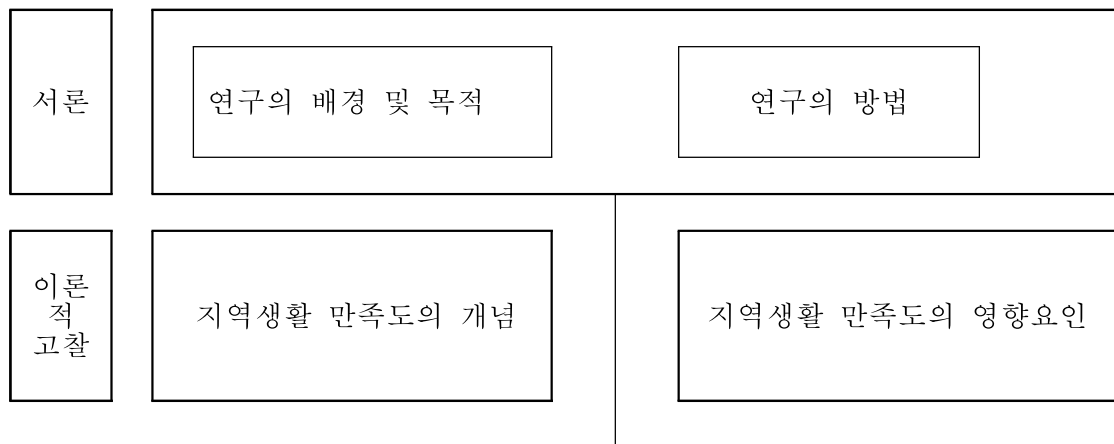 서론
연구의 배경 및 목적
연구의 방법
이론
적
고찰
지역생활 만족도의 개념
지역생활 만족도의 영향요인